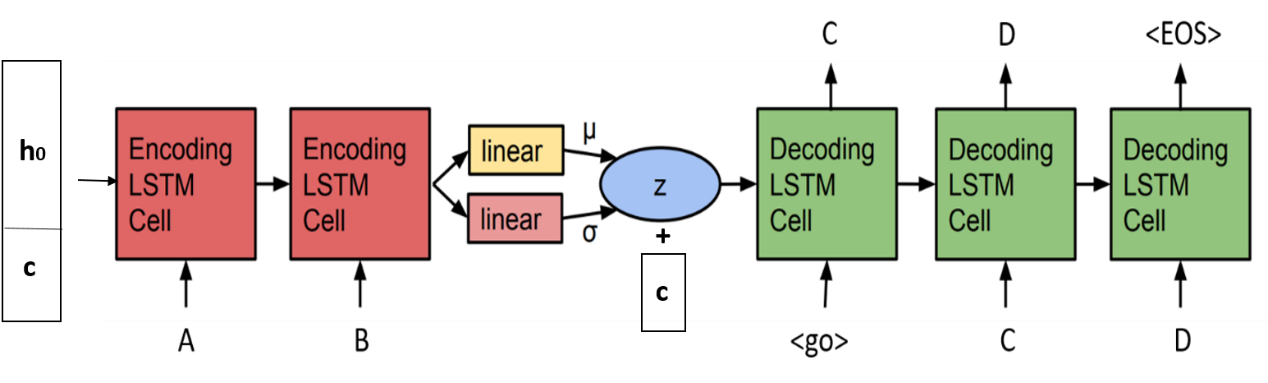 h₀
c
Encoding
LSTM
Cell
A
Encoding
LSTM
Cell
B
linear
μ
linear
σ
z
+
c
C
Decoding
LSTM
Cell
<go>
D
Decoding
LSTM
Cell
C
<EOS>
Decoding
LSTM
Cell
D